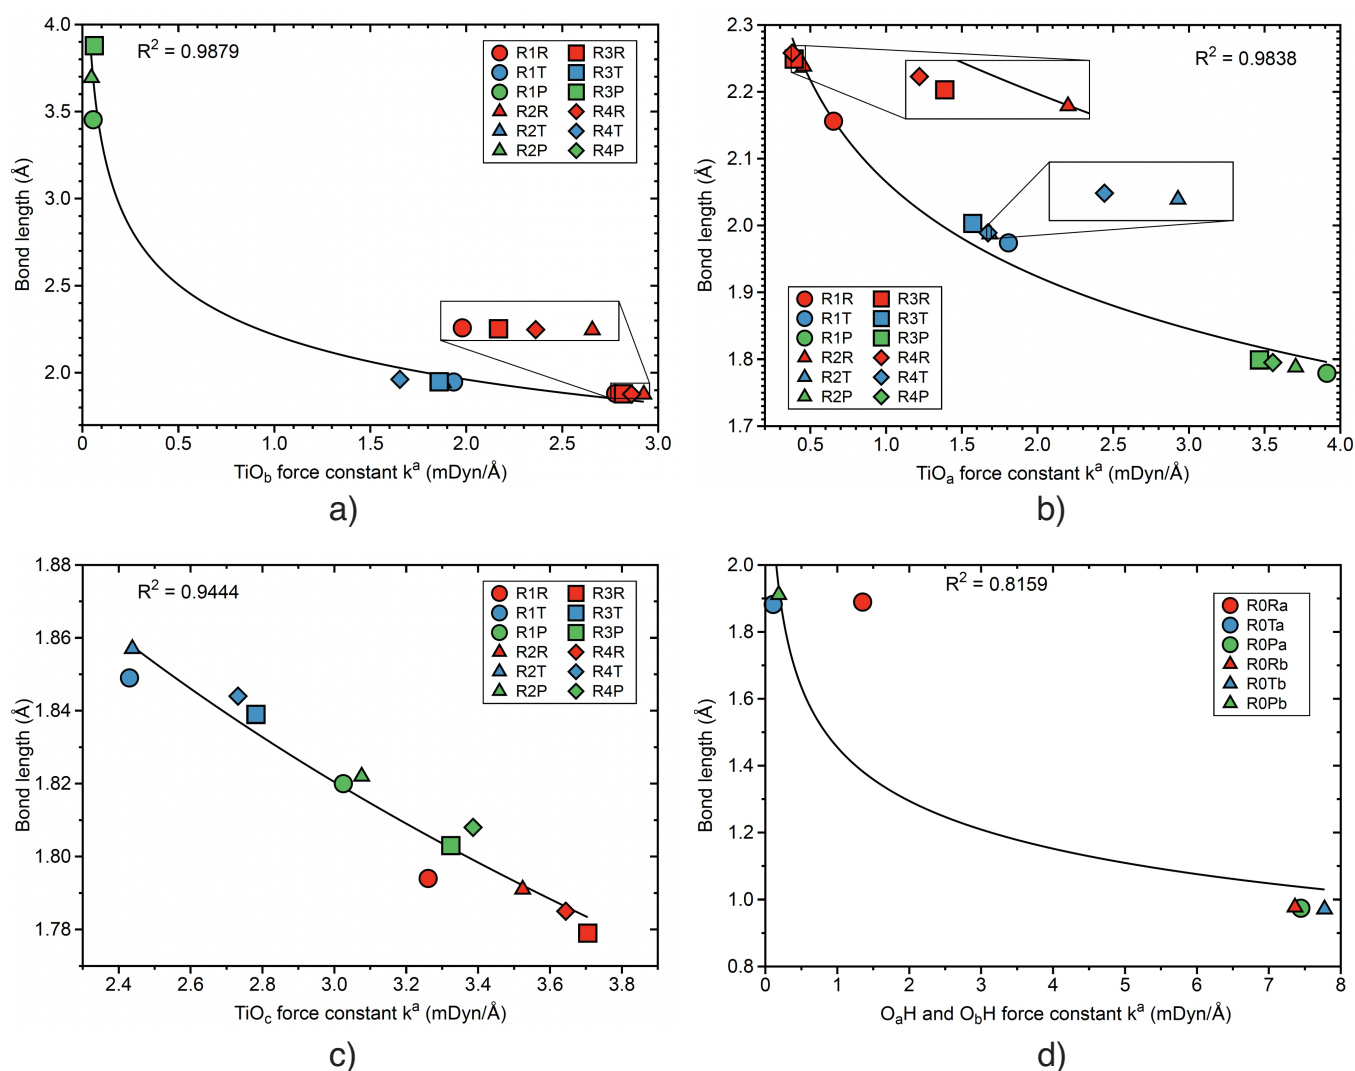 4.0
3.5
3.0
2.5
2.0
0 0.5 1.0 1.5 2.0 2.5 3.0
Bond length (Å)
TiOb force constant kᵃ (mDyn/Å)
R² = 0.9879
R1R R3R
R1T R3T
R1P R3P
R2R R4R
R2T R4T
R2P R4P
a)
2.3
2.2
2.1
2.0
1.9
1.8
1.7
0.5 1.0 1.5 2.0 2.5 3.0 3.5 4.0
Bond length (Å)
TiOₐ force constant kᵃ (mDyn/Å)
R² = 0.9838
R1R R3R
R1T R3T
R1P R3P
R2R R4R
R2T R4T
R2P R4P
b)
1.88
1.86
1.84
1.82
1.80
1.78
2.4 2.6 2.8 3.0 3.2 3.4 3.6 3.8
Bond length (Å)
TiOc force constant kᵃ (mDyn/Å)
R² = 0.9444
R1R R3R
R1T R3T
R1P R3P
R2R R4R
R2T R4T
R2P R4P
c)
2.0
1.8
1.6
1.4
1.2
1.0
0.8
0 1 2 3 4 5 6 7 8
Bond length (Å)
OₐH and ObH force constant kᵃ (mDyn/Å)
R² = 0.8159
R0Ra
R0Ta
R0Pa
R0Rb
R0Tb
R0Pb
d)